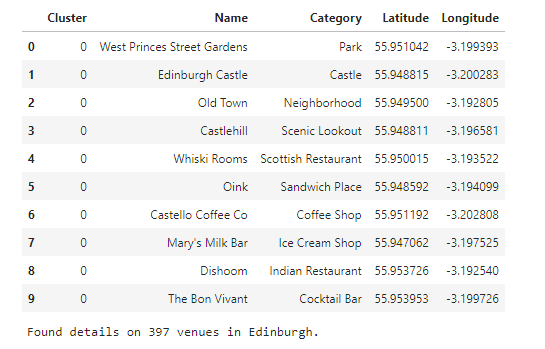 Cluster Name Category Latitude Longitude
0 0 West Princes Street Gardens Park 55.951042 -3.199393
1 0 Edinburgh Castle Castle 55.948815 -3.200283
2 0 Old Town Neighborhood 55.949500 -3.192805
3 0 Castlehill Scenic Lookout 55.948811 -3.196581
4 0 Whiski Rooms Scottish Restaurant 55.950015 -3.193522
5 0 Oink Sandwich Place 55.948592 -3.194099
6 0 Castello Coffee Co Coffee Shop 55.951192 -3.202808
7 0 Mary's Milk Bar Ice Cream Shop 55.947062 -3.197525
8 0 Dishoom Indian Restaurant 55.953726 -3.192540
9 0 The Bon Vivant Cocktail Bar 55.953953 -3.199726
Found details on 397 venues in Edinburgh.